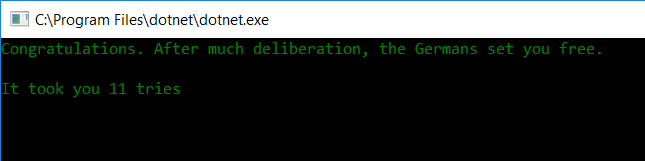 C:\Program Files\dotnet\dotnet.exe
Congratulations. After much deliberation, the Germans set you free.
It took you 11 tries